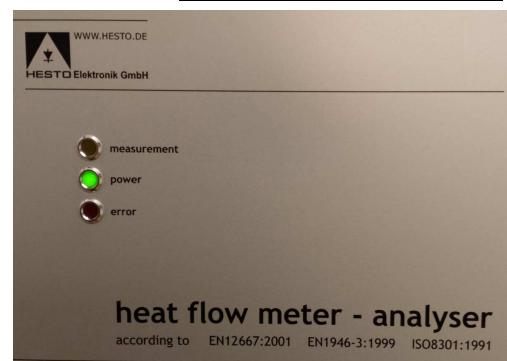 WWW.HESTO.DE
HESTO Elektronik GmbH
measurement
power
error
heat flow meter - analyser
according to EN12667:2001 EN1946-3:1999 ISO8301:1991